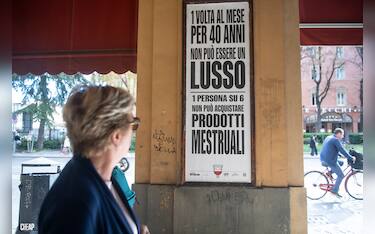 1 VOLTA AL MESE
PER 40 ANNI
NON PUÒ ESSERE UN
LUSSO
1 PERSONA SU 6
NON PUÒ ACQUISTARE
PRODOTTI
MESTRUALI
CHEAP